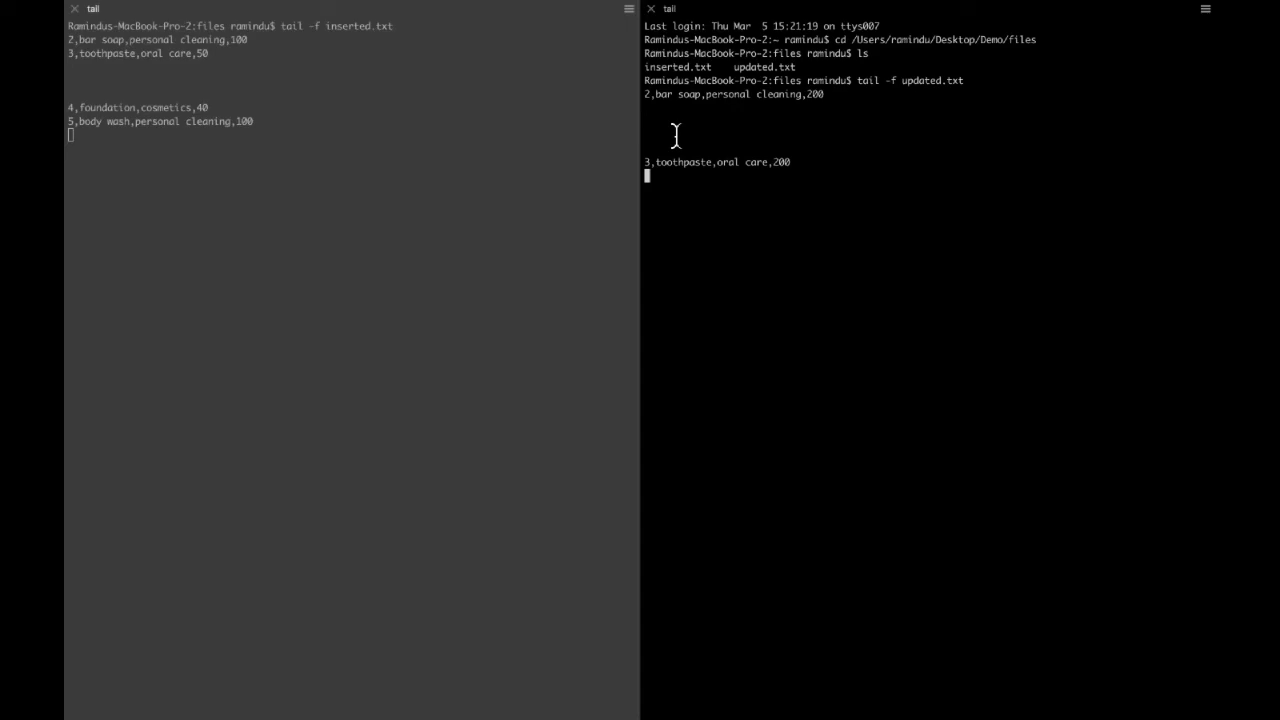 tail
Ramindus-MacBook-Pro-2:files ramindu$ tail -f inserted.txt
2,bar soap,personal cleaning,100
3,toothpaste,oral care,50
4,foundation,cosmetics,40
5,body wash,personal cleaning,100
tail
Last login: Thu Mar  5 15:21:19 on ttys007
Ramindus-MacBook-Pro-2:~ ramindu$ cd /Users/ramindu/Desktop/Demo/files
Ramindus-MacBook-Pro-2:files ramindu$ ls
inserted.txt    updated.txt
Ramindus-MacBook-Pro-2:files ramindu$ tail -f updated.txt
2,bar soap,personal cleaning,200
3,toothpaste,oral care,200